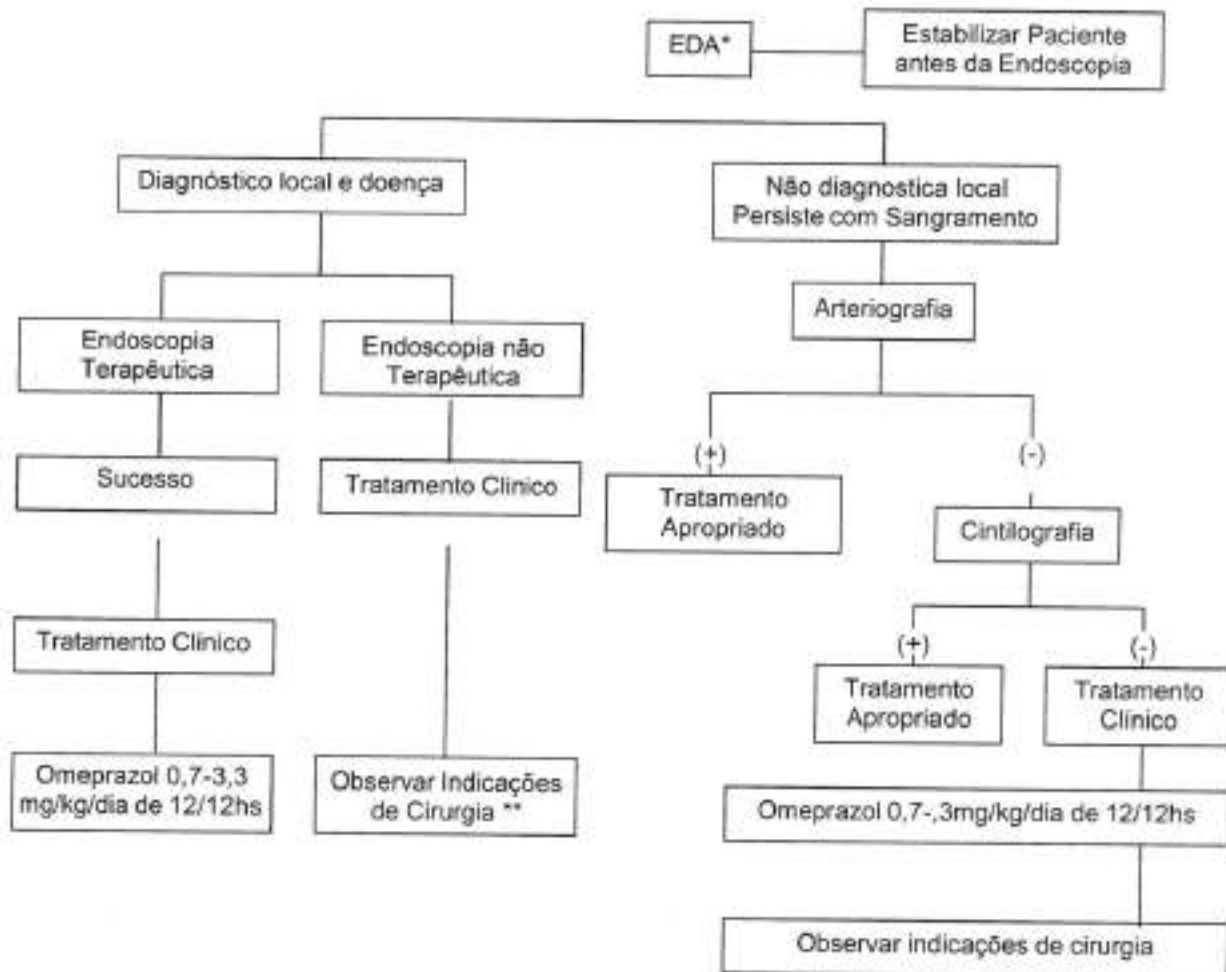 EDA*
Estabilizar Paciente
antes da Endoscopia
Diagnóstico local e doença
Não diagnostica local
Persiste com Sangramento
Arteriografia
Endoscopia
Terapêutica
Endoscopia não
Terapêutica
(+)
(-)
Sucesso
Tratamento Clínico
Tratamento
Apropriado
Cintilografia
Tratamento Clínico
(+)
(-)
Tratamento
Apropriado
Tratamento
Clínico
Omeprazol 0,7-3,3
mg/kg/dia de 12/12hs
Observar Indicações
de Cirurgia **
Omeprazol 0,7-,3mg/kg/dia de 12/12hs
Observar indicações de cirurgia